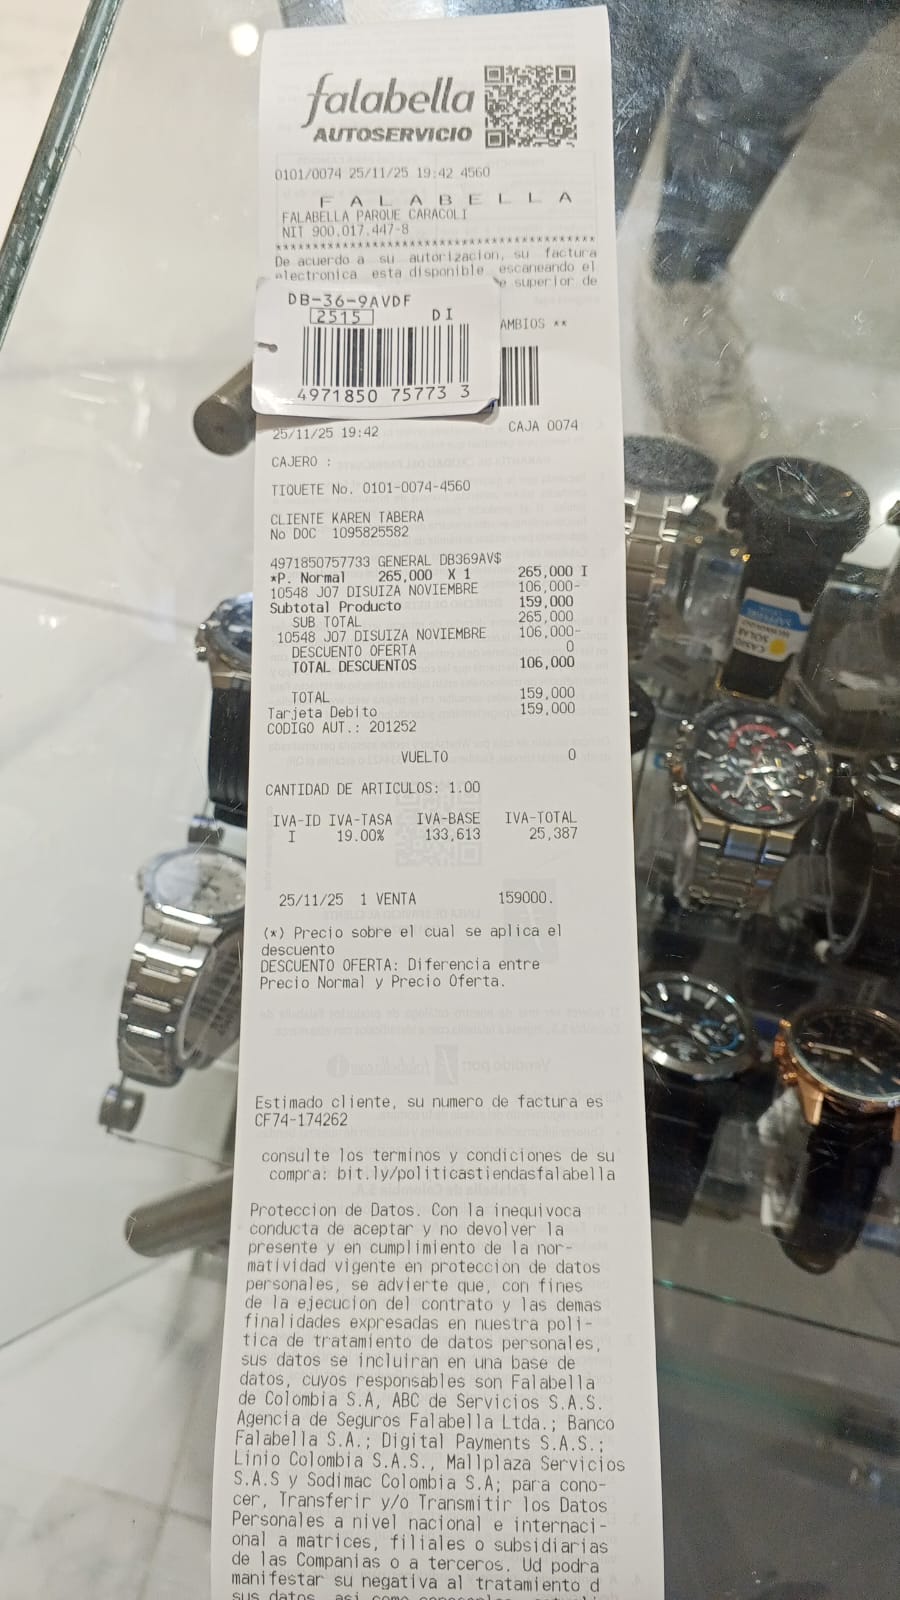 falabella
AUTOSERVICIO
0101/0074 25/11/25 19:42 4560
F A L A B E L L A
FALABELLA PARQUE CARACOLI
NIT 900.017.447-8
****************************************
De acuerdo a su autorizacion, su factura
electronica esta disponible escaneando el
superior de
DB-36-9AVDF
2515 DI
AMBIOS **
4971850 75773 3
25/11/25 19:42 CAJA 0074
CAJERO :
TIQUETE No. 0101-0074-4560
CLIENTE KAREN TABERA
No DOC 1095825582
4971850757733 GENERAL DB369AV$
*P. Normal 265,000 X 1 265,000 I
10548 J07 DISUIZA NOVIEMBRE 106,000-
Subtotal Producto 159,000
SUB TOTAL 265,000
10548 J07 DISUIZA NOVIEMBRE 106,000-
DESCUENTO OFERTA 0
TOTAL DESCUENTOS 106,000
TOTAL 159,000
Tarjeta Debito 159,000
CODIGO AUT.: 201252
VUELTO 0
CANTIDAD DE ARTICULOS: 1.00
IVA-ID IVA-TASA IVA-BASE IVA-TOTAL
I 19.00% 133,613 25,387
25/11/25 1 VENTA 159000.
(*) Precio sobre el cual se aplica el
descuento
DESCUENTO OFERTA: Diferencia entre
Precio Normal y Precio Oferta.
Estimado cliente, su numero de factura es
CF74-174262
consulte los terminos y condiciones de su
compra: bit.ly/politicastiendasfalabella
Proteccion de Datos. Con la inequivoca
conducta de aceptar y no devolver la
presente y en cumplimiento de la nor-
matividad vigente en protección de datos
personales, se advierte que, con fines
de la ejecucion del contrato y las demas
finalidades expresadas en nuestra poli-
tica de tratamiento de datos personales,
sus datos se incluiran en una base de
datos, cuyos responsables son Falabella
de Colombia S.A, ABC de Servicios S.A.S.
Agencia de Seguros Falabella Ltda.; Banco
Falabella S.A.; Digital Payments S.A.S.;
Linio Colombia S.A.S., Mallplaza Servicios
S.A.S y Sodimac Colombia S.A; para cono-
cer, Transferir y/o Transmitir los Datos
Personales a nivel nacional e internaci-
onal a matrices, filiales o subsidiarias
de las Companias o a terceros. Ud podra
manifestar su negativa al tratamiento d
sus datos, asi como